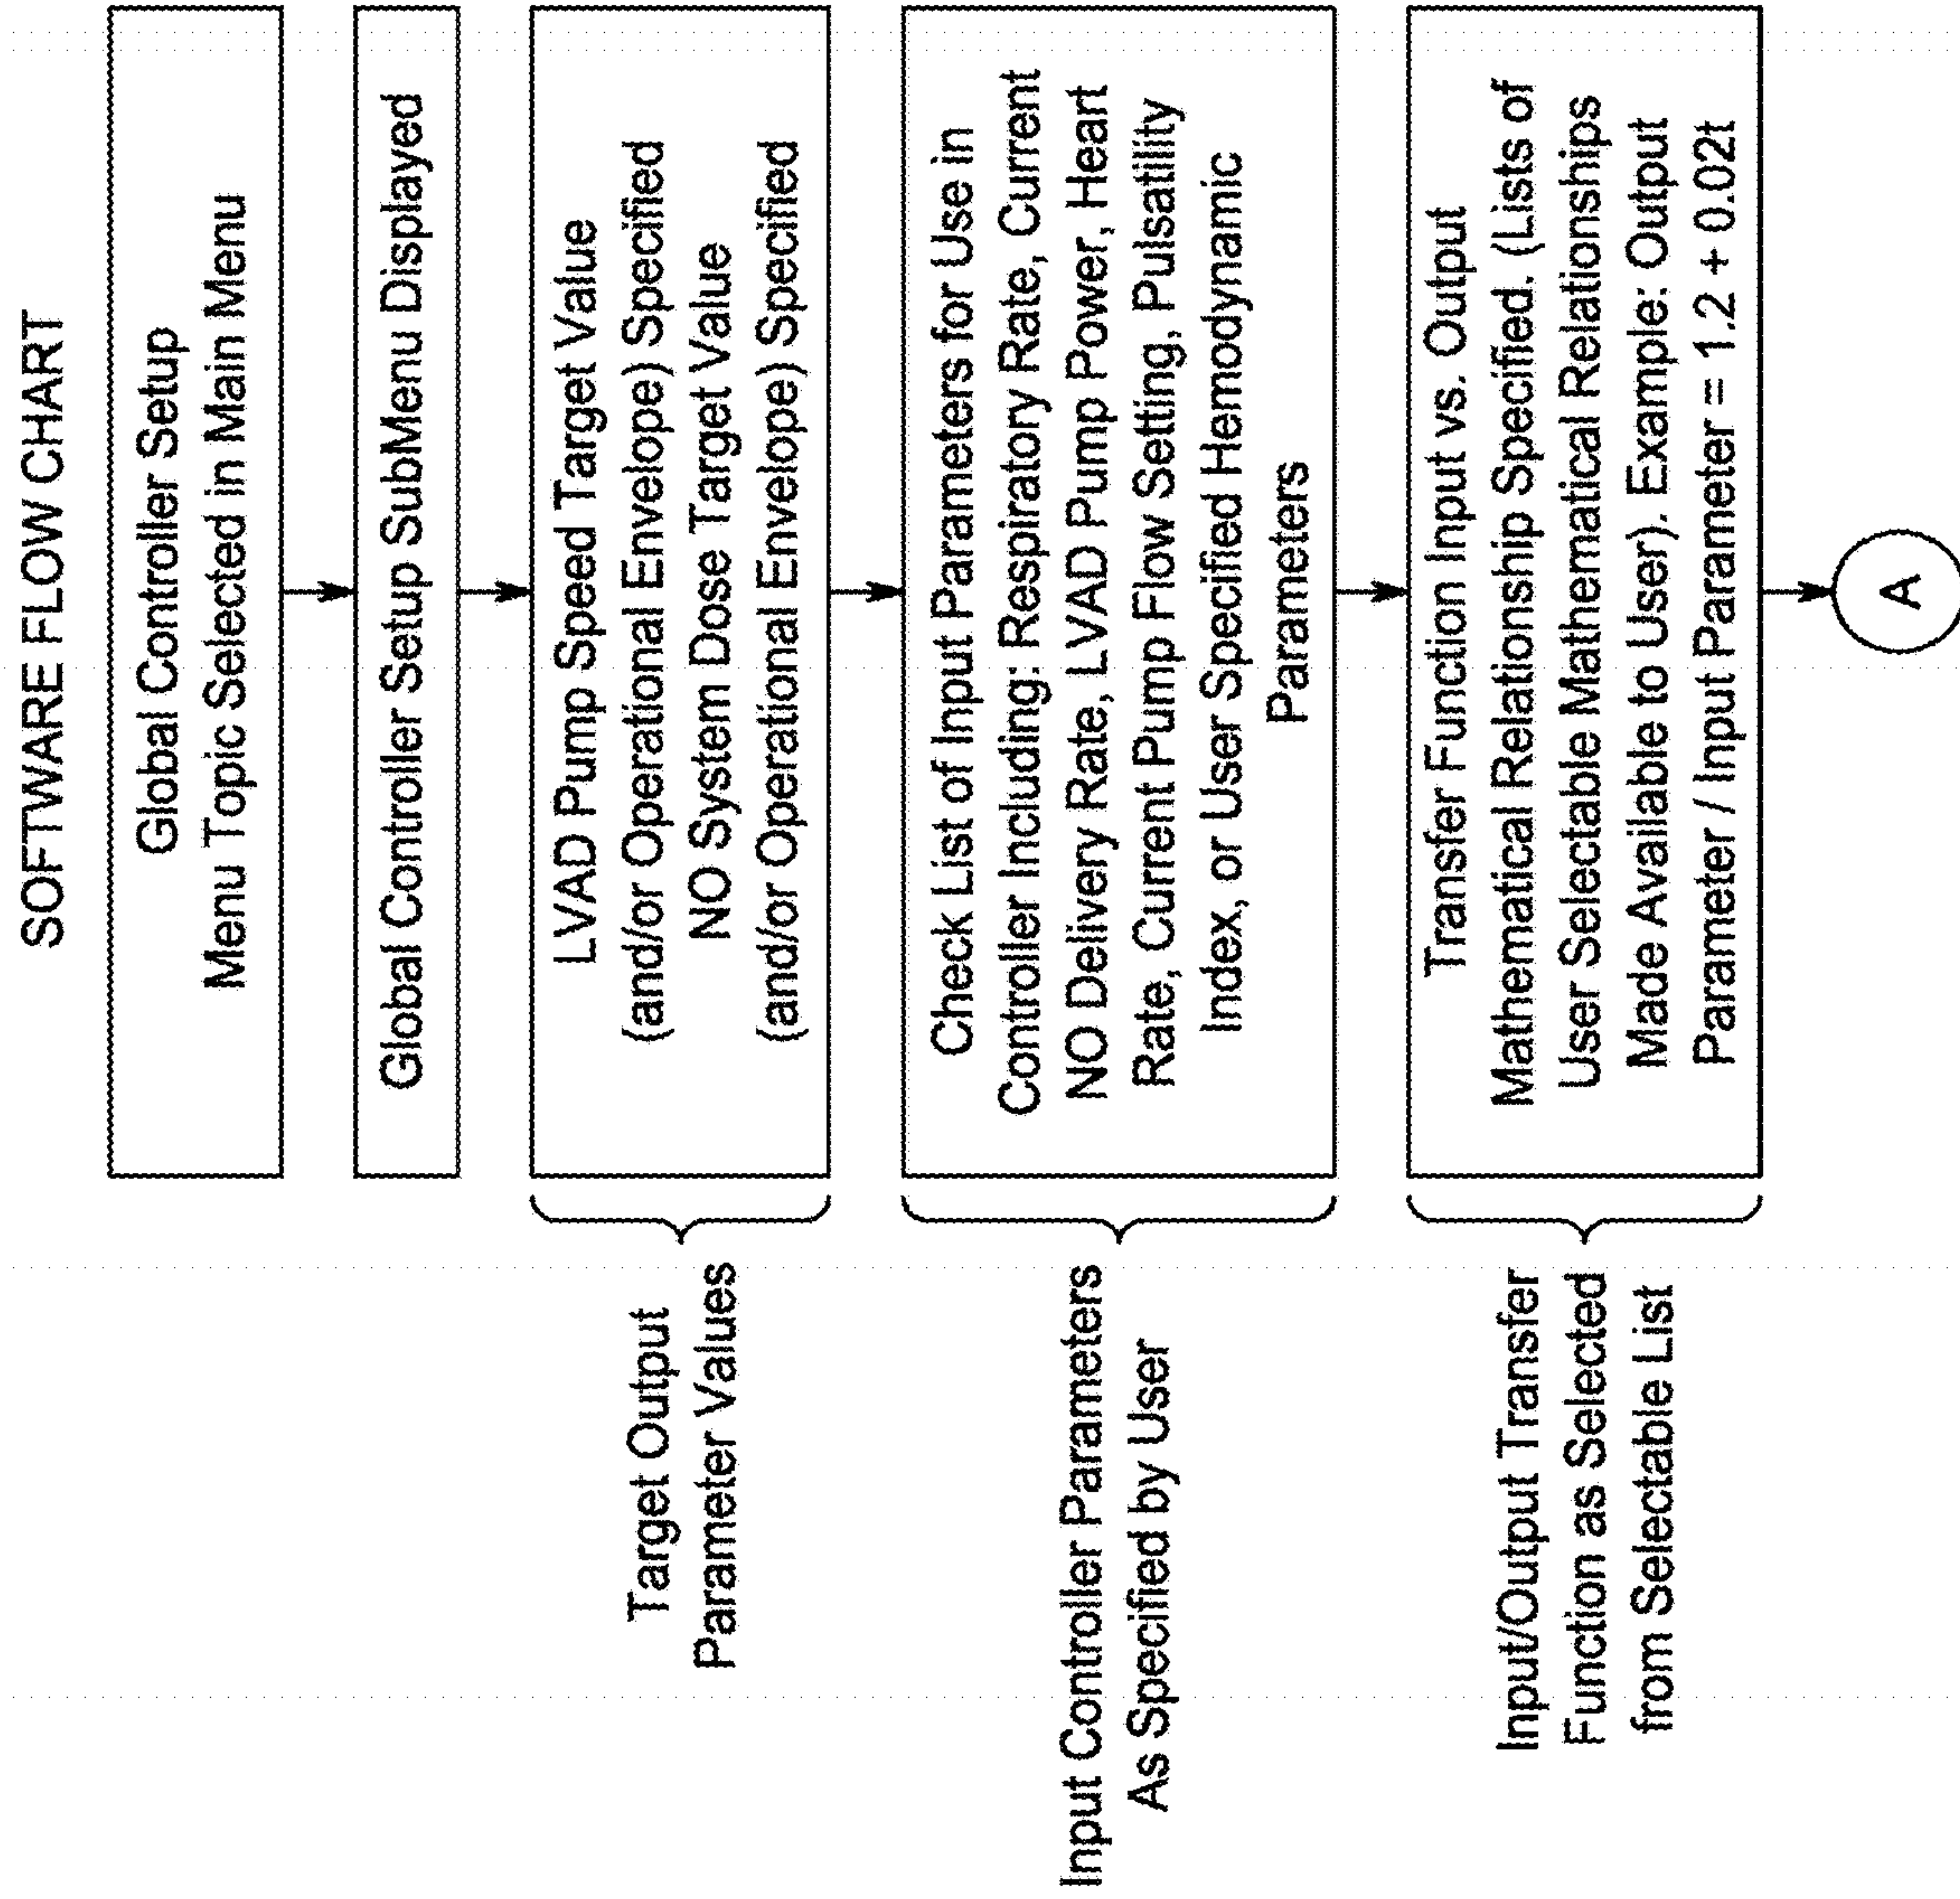 SOFTWARE FLOW CHART
Global Controller Setup
Menu Topic Selected in Main Menu
Global Controller Setup SubMenu Displayed
Target Output
Parameter Values
LVAD Pump Speed Target Value
(and/or Operational Envelope) Specified
NO System Dose Target Value
(and/or Operational Envelope) Specified
Input Controller Parameters
As Specified by User
Check List of Input Parameters for Use in
Controller Including: Respiratory Rate, Current
NO Delivery Rate, LVAD Pump Power, Heart
Rate, Current Pump Flow Setting, Pulsatility
Index, or User Specified Hemodynamic
Parameters
Input/Output Transfer
Function as Selected
from Selectable List
Transfer Function Input vs. Output
Mathematical Relationship Specified. (Lists of
User Selectable Mathematical Relationships
Made Available to User). Example: Output
Parameter / Input Parameter = 1.2 + 0.02t
A